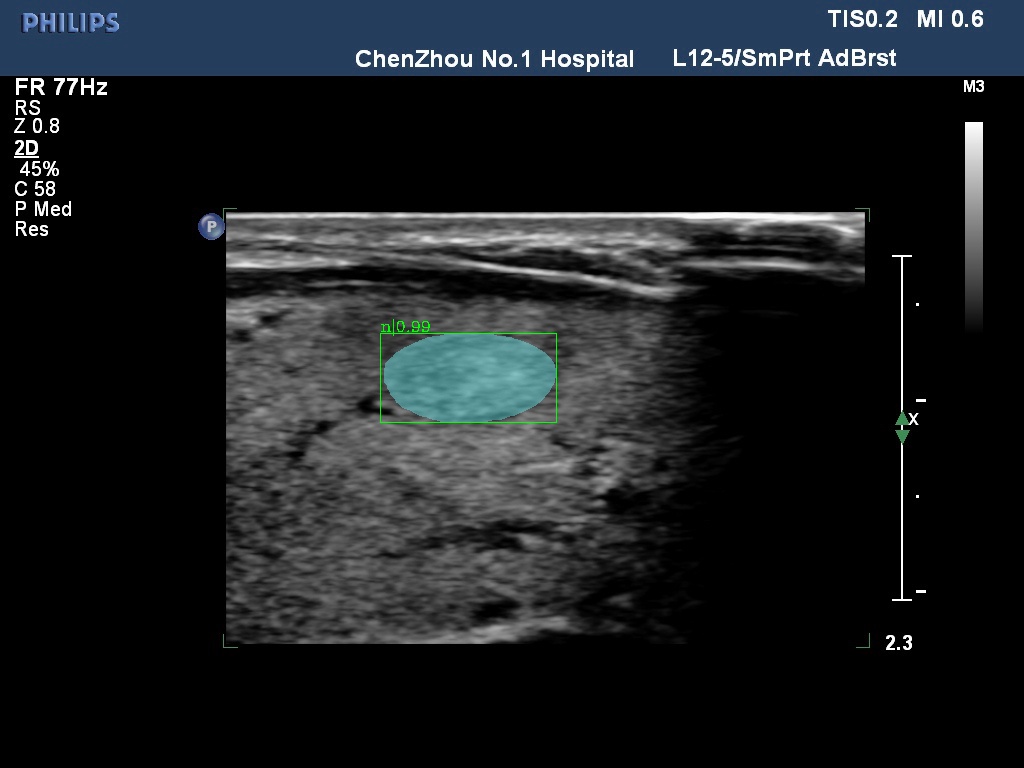 PHILIPS
TIS0.2 MI 0.6
ChenZhou No.1 Hospital L12-5/SmPrt AdBrst
FR 77Hz
RS
Z 0.8
2D
45%
C 58
P Med
Res
M3
P
n|0.99
X
2.3